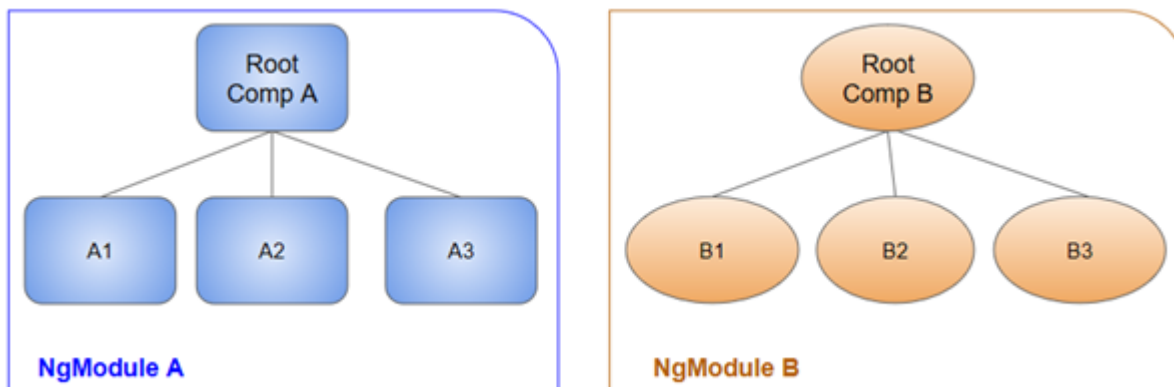 Root
Comp A
A1
A2
A3
NgModule A
Root
Comp B
B1
B2
B3
NgModule B